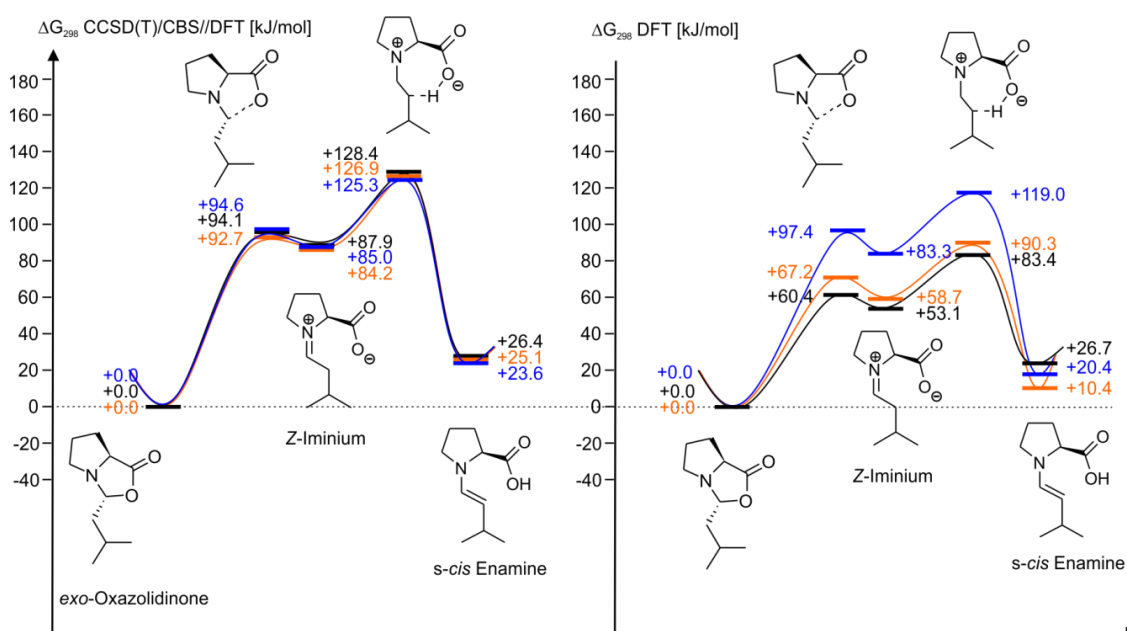 ΔG₂₉₈ CCSD(T)/CBS//DFT [kJ/mol]
180
160
140
120
100
80
60
40
20
0
-20
-40
N
O
O
⊕
N
O
O
⊖
H
+128.4
+126.9
+125.3
+94.6
+94.1
+92.7
+87.9
+85.0
+84.2
⊕
N
O
O
⊖
+26.4
+25.1
+23.6
+0.0
+0.0
+0.0
Z-Iminium
N
O
O
N
O
OH
s-cis Enamine
exo-Oxazolidinone
ΔG₂₉₈ DFT [kJ/mol]
180
160
140
120
100
80
60
40
20
0
-20
-40
N
O
O
⊕
N
O
O
⊖
H
+119.0
+97.4
+83.3
+90.3
+83.4
+67.2
+60.4
+58.7
+53.1
⊕
N
O
O
⊖
+26.7
+20.4
+10.4
+0.0
+0.0
+0.0
Z-Iminium
N
O
O
N
O
OH
s-cis Enamine